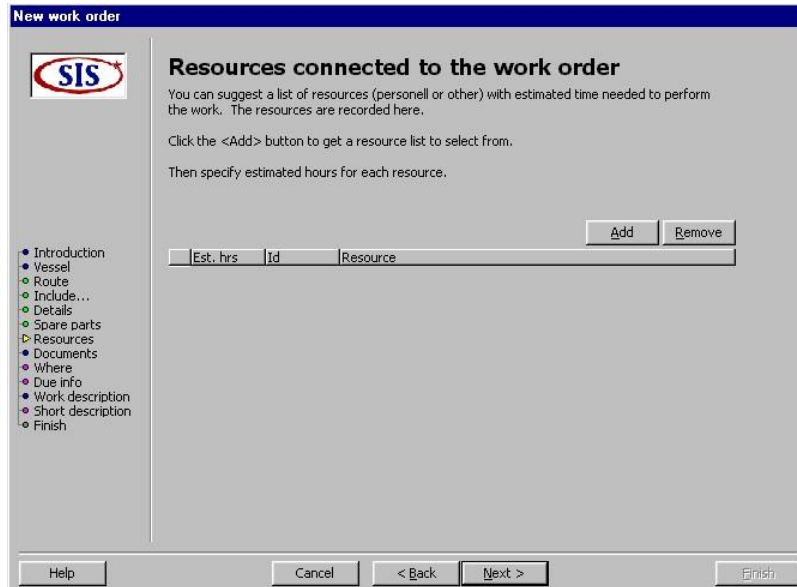 New work order
SIS
Resources connected to the work order
You can suggest a list of resources (personell or other) with estimated time needed to perform
the work. The resources are recorded here.
Click the <Add> button to get a resource list to select from.
Then specify estimated hours for each resource.
Add Remove
Est. hrs Id Resource
Introduction
Vessel
Route
Include...
Details
Spare parts
Resources
Documents
Where
Due info
Work description
Short description
Finish
Help Cancel < Back Next > Finish